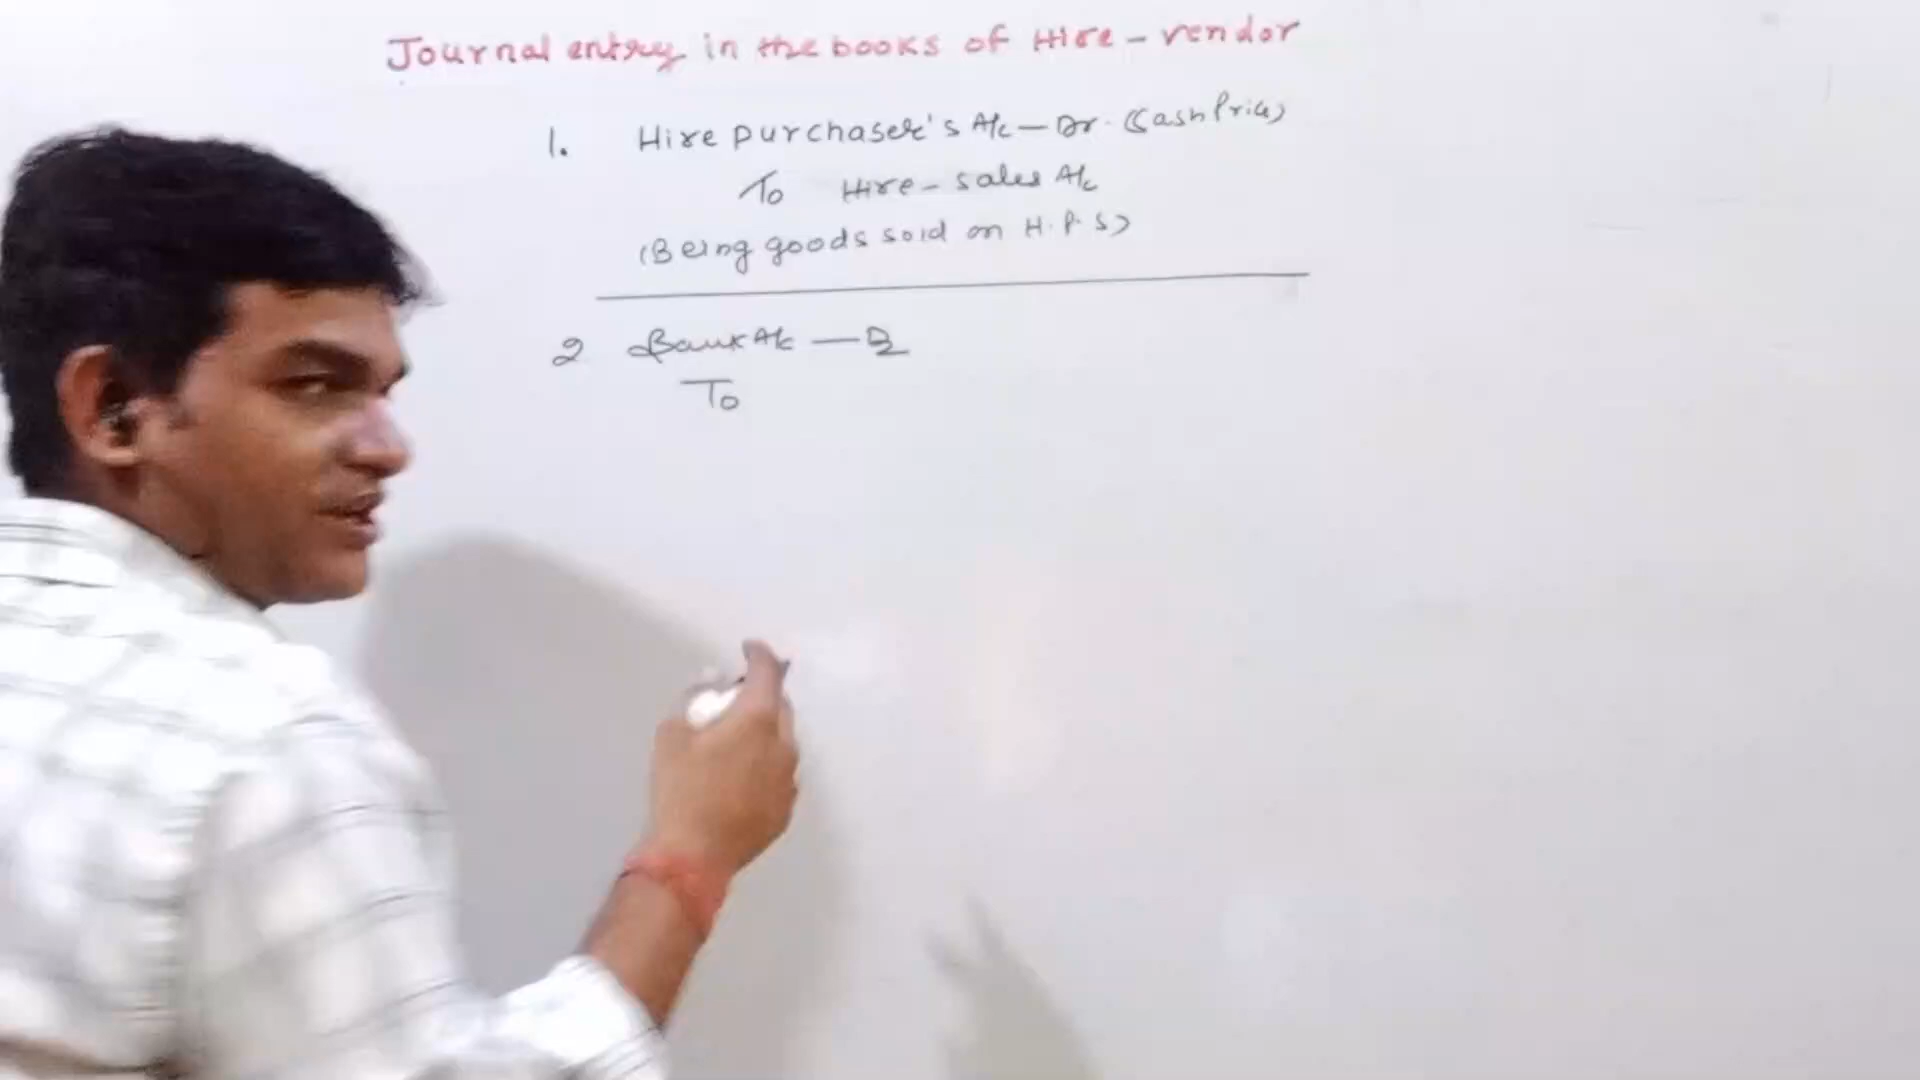 Journal entry in the books of Hire - vendor
1. Hire purchaser's A/c - Dr. (Cash Price)
To Hire - sales A/c
(Being goods sold on H.P.S)
2 Bank A/c - Dr
To